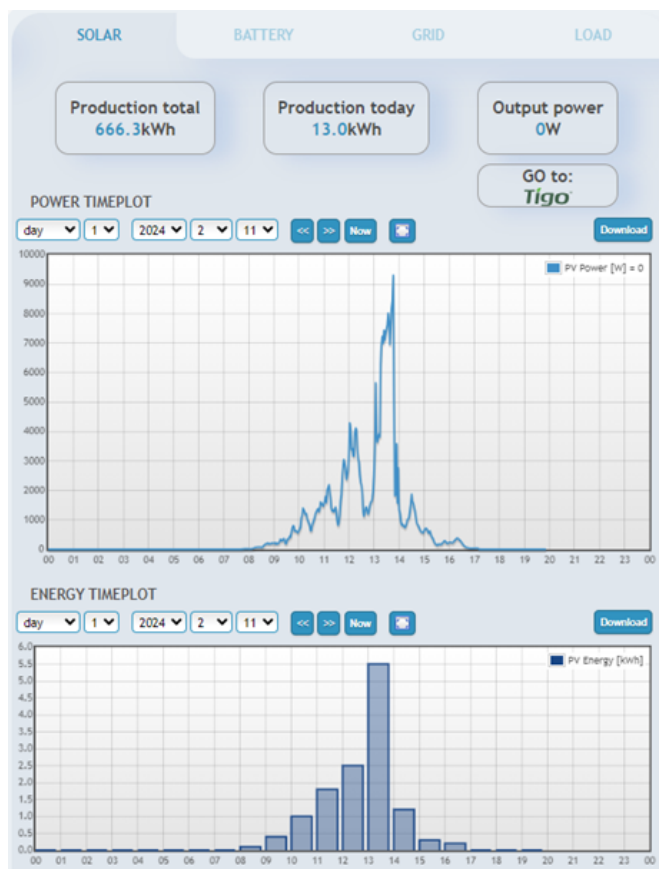 SOLAR BATTERY GRID LOAD
Production total Production today Output power
666.3kWh 13.0kWh 0W
GO to:
Tigo
POWER TIMEPLOT
day 1 2024 2 11 << >> Now Download
10000
PV Power [W] = 0
9000
8000
7000
6000
5000
4000
3000
2000
1000
0
00 01 02 03 04 05 06 07 08 09 10 11 12 13 14 15 16 17 18 19 20 21 22 23 00
ENERGY TIMEPLOT
day 1 2024 2 11 << >> Now Download
6.0
PV Energy [kWh]
5.5
5.0
4.5
4.0
3.5
3.0
2.5
2.0
1.5
1.0
0.5
0.0
00 01 02 03 04 05 06 07 08 09 10 11 12 13 14 15 16 17 18 19 20 21 22 23 00